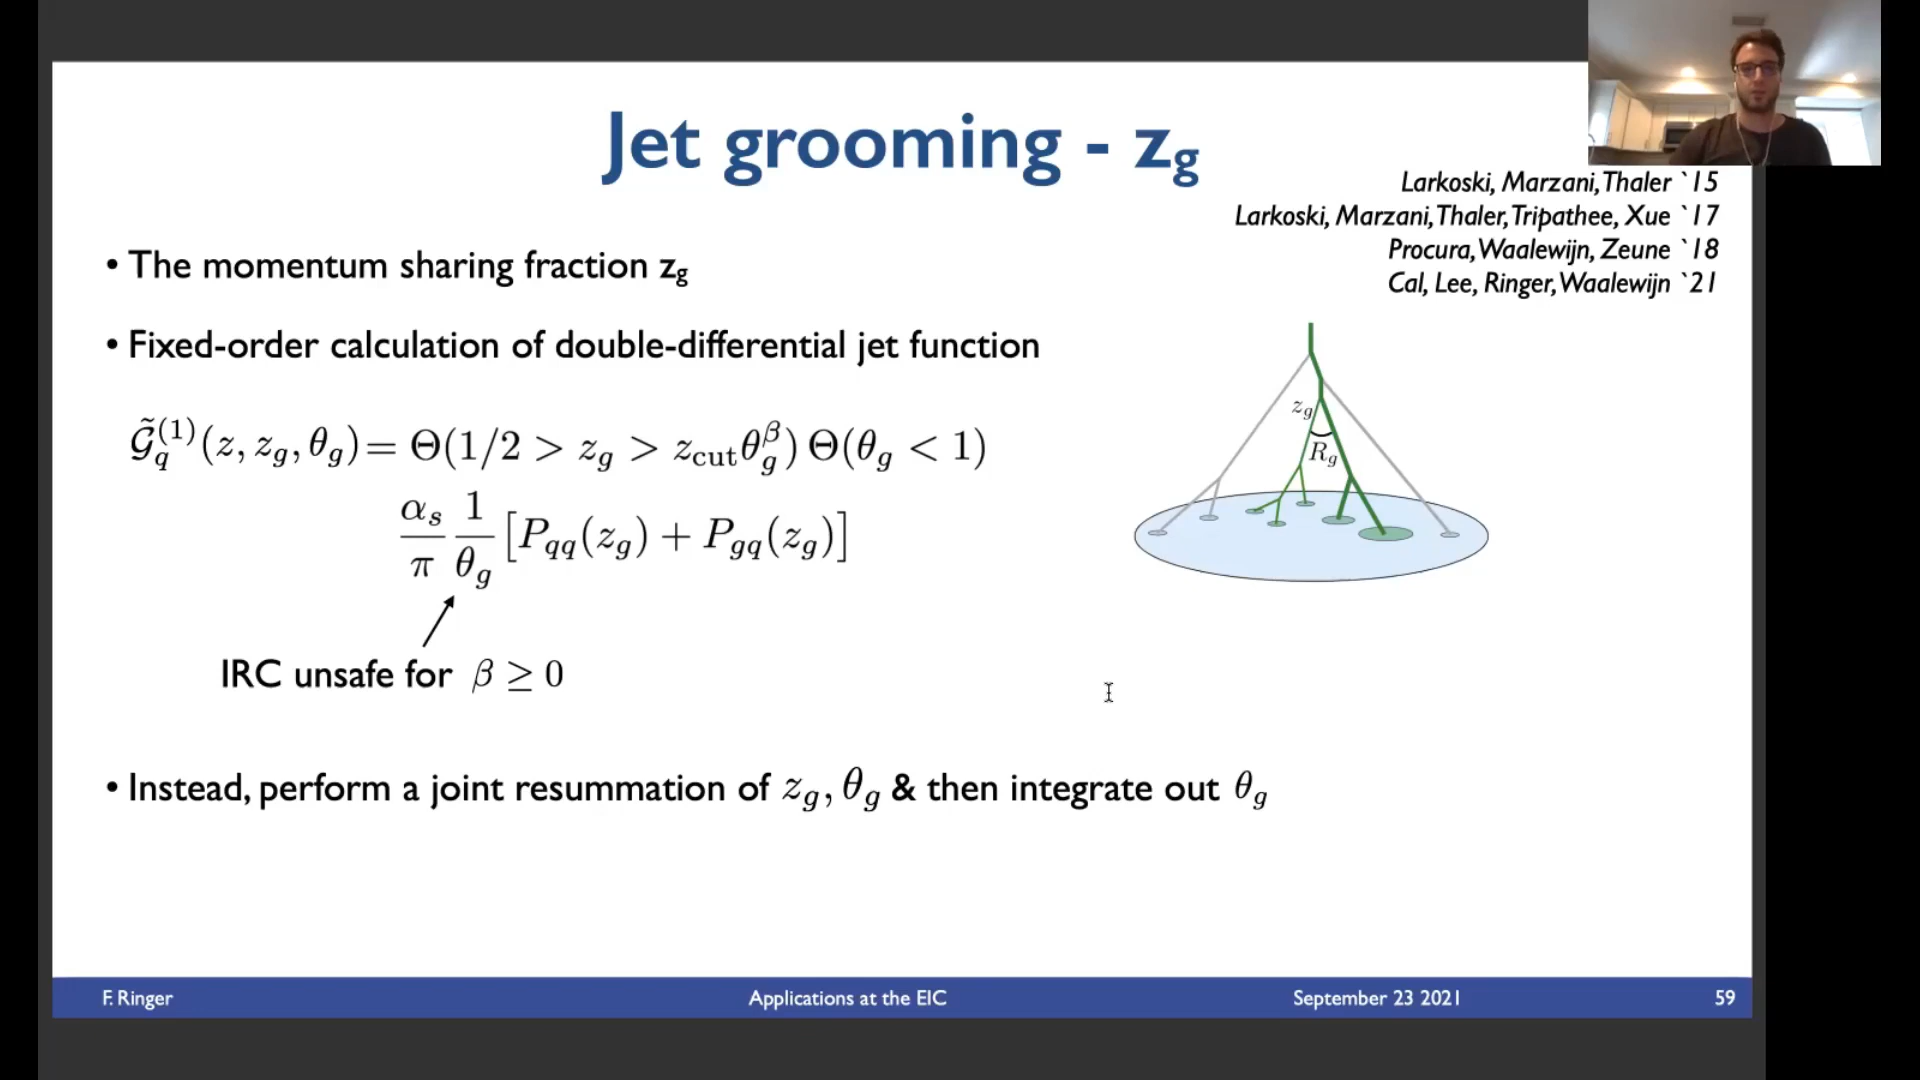 Jet grooming - zg
Larkoski, Marzani, Thaler `15
Larkoski, Marzani, Thaler, Tripathee, Xue `17
Procura, Waalewijn, Zeune `18
Cal, Lee, Ringer, Waalewijn `21
• The momentum sharing fraction zg
• Fixed-order calculation of double-differential jet function
$\tilde{\mathcal{G}}_q^{(1)}(z, z_g, \theta_g) = \Theta(1/2 > z_g > z_{\mathrm{cut}}\theta_g^\beta)\,\Theta(\theta_g < 1)$
$\frac{\alpha_s}{\pi}\frac{1}{\theta_g}\left[P_{qq}(z_g) + P_{gq}(z_g)\right]$
$z_g$
$R_g$
IRC unsafe for $\beta \geq 0$
• Instead, perform a joint resummation of $z_g, \theta_g$ & then integrate out $\theta_g$
F. Ringer
Applications at the EIC
September 23 2021
59